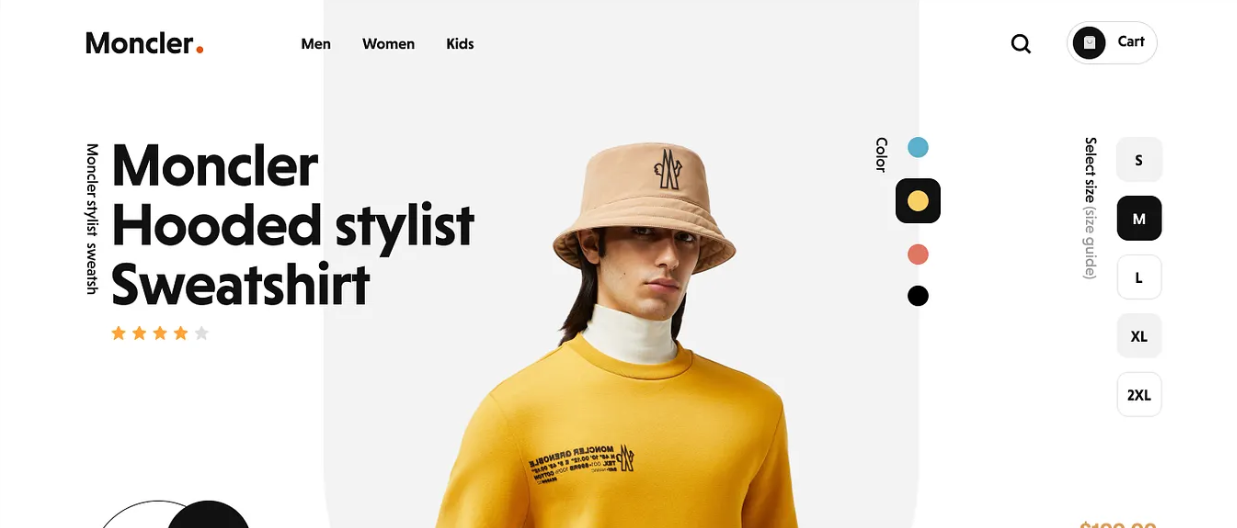 Moncler.
Men
Women
Kids
Cart
Moncler stylist sweatsh
Moncler
Hooded stylist
Sweatshirt
Color
Select size (size guide)
S
M
L
XL
2XL
MONCLER GRENOBLE